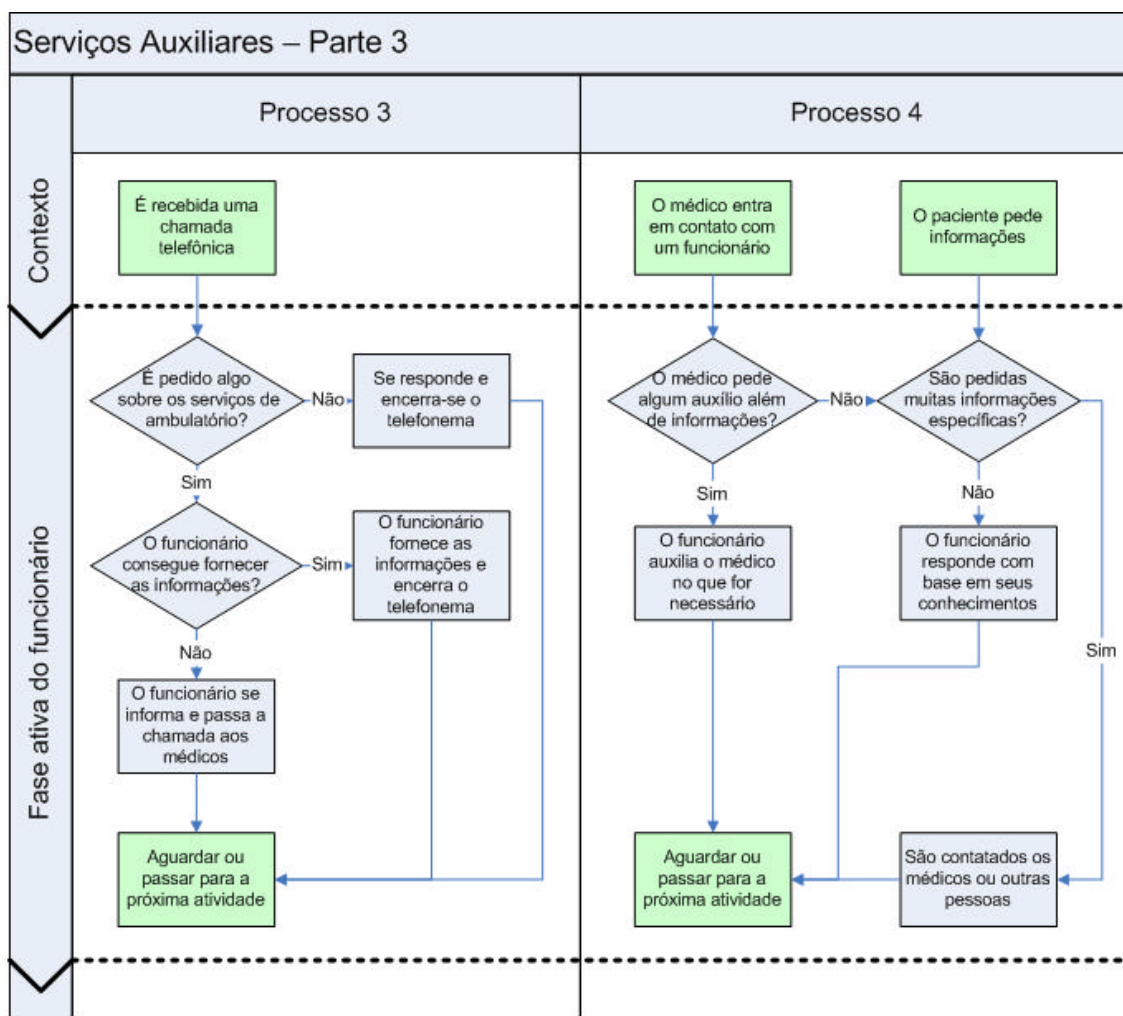 Serviços Auxiliares – Parte 3
Processo 3
Processo 4
Contexto
É recebida uma
chamada
telefônica
O médico entra
em contato com
um funcionário
O paciente pede
informações
Fase ativa do funcionário
É pedido algo
sobre os serviços de
ambulatório?
Não
Se responde e
encerra-se o
telefonema
Sim
O funcionário
consegue fornecer
as informações?
Sim
O funcionário
fornece as
informações e
encerra o
telefonema
Não
O funcionário se
informa e passa a
chamada aos
médicos
Aguardar ou
passar para a
próxima atividade
O médico pede
algum auxílio além
de informações?
Não
São pedidas
muitas informações
específicas?
Sim
O funcionário
auxilia o médico
no que for
necessário
Não
O funcionário
responde com
base em seus
conhecimentos
Sim
Aguardar ou
passar para a
próxima atividade
São contatados os
médicos ou outras
pessoas